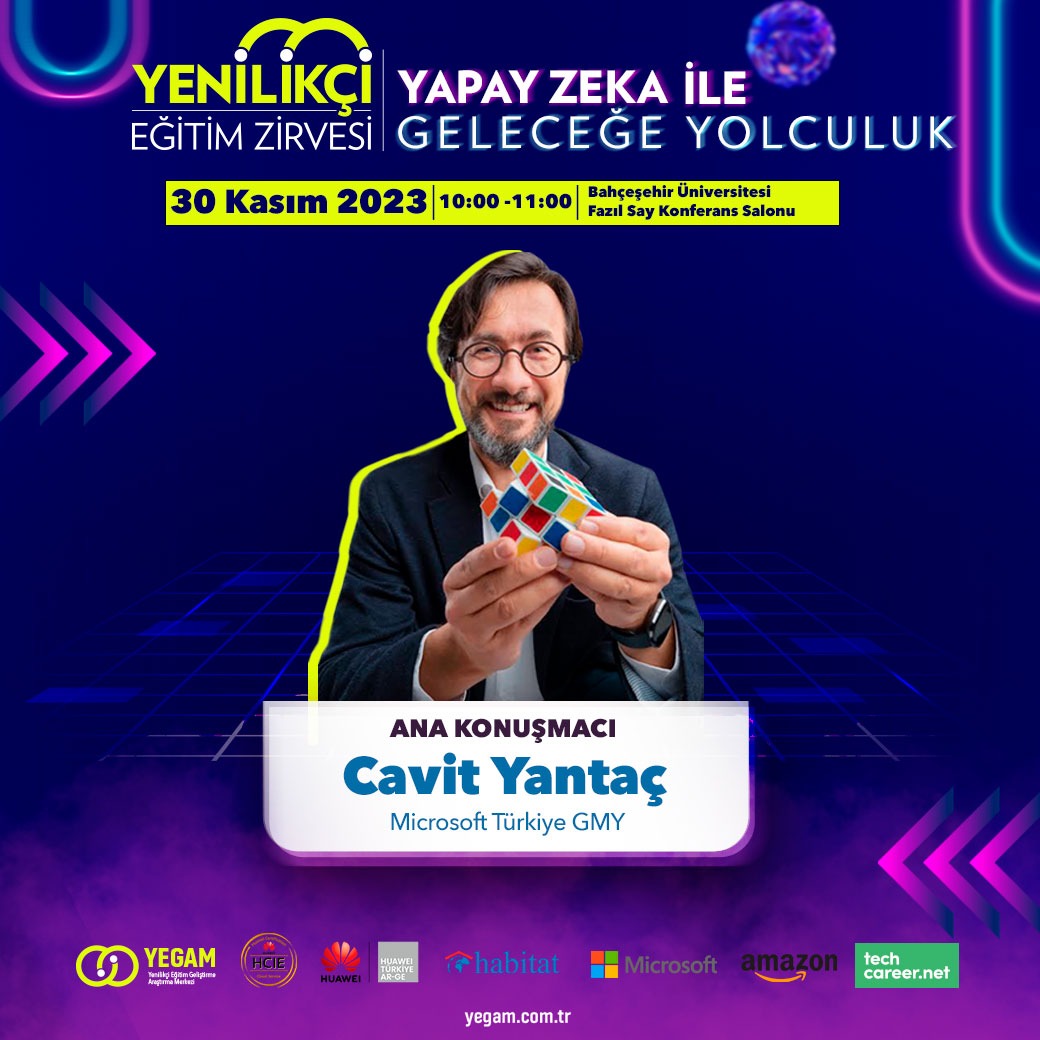 YENİLİKÇİ
EĞİTİM ZİRVESİ
YAPAY ZEKA İLE
GELECEĞE YOLCULUK
30 Kasım 2023
10:00 -11:00
Bahçeşehir Üniversitesi
Fazıl Say Konferans Salonu
ANA KONUŞMACI
Cavit Yantaç
Microsoft Türkiye GMY
YEGAM
Yenilikçi Eğitim Geliştirme
Araştırma Merkezi
HCIE
HUAWEI
HUAWEI
TÜRKİYE
AR-GE
habitat
Microsoft
amazon
tech
career.net
yegam.com.tr